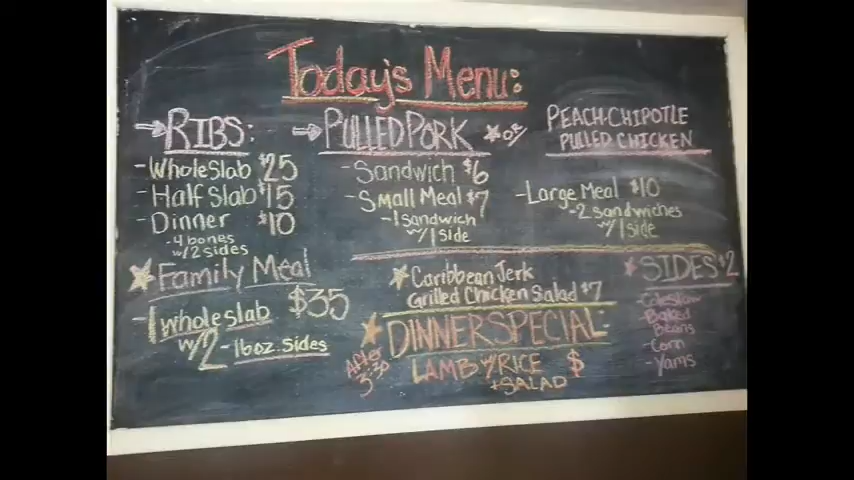 Today's Menu:
→RIBS:
-Whole Slab $25
-Half Slab $15
-Dinner $10
-4 bones
w/2 sides
Family Meal
-1 whole slab $35
w/2-16oz. sides
→PULLED PORK or PEACH-CHIPOTLE
PULLED CHICKEN
-Sandwich $6
-Small Meal $7
-1 sandwich
w/1 side
-Large Meal $10
-2 sandwiches
w/1 side
Caribbean Jerk
Grilled Chicken Salad $7
DINNER SPECIAL-
After
3:30
LAMB w/RICE $
+SALAD
SIDES $2
-Coleslaw
-Baked
Beans
-Corn
-Yams